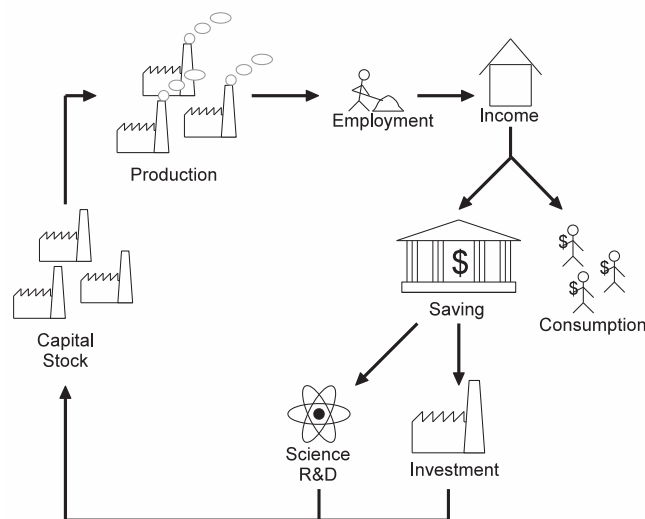 Production
Employment
Income
$
Saving
$
$
$
Consumption
Capital
Stock
Science
R&D
Investment